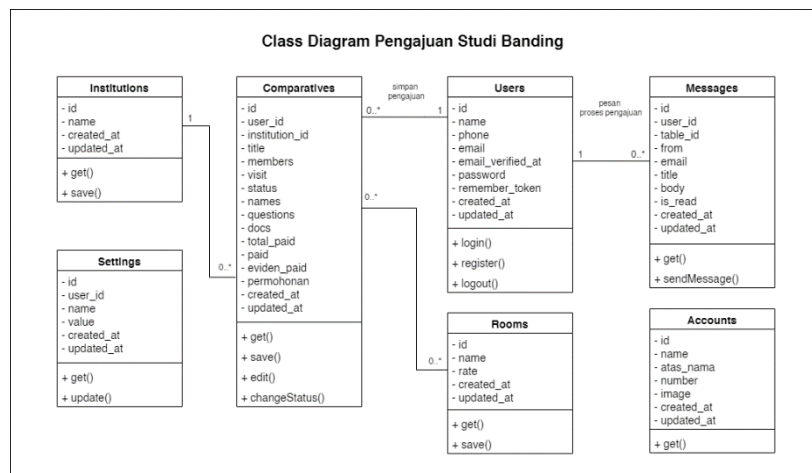 Class Diagram Pengajuan Studi Banding
Institutions
- id
- name
- created_at
- updated_at
+ get()
+ save()
1
0..*
Settings
- id
- user_id
- name
- value
- created_at
- updated_at
+ get()
+ update()
Comparatives
- id
- user_id
- institution_id
- title
- members
- visit
- status
- names
- questions
- docs
- total_paid
- paid
- eviden_paid
- permohonan
- created_at
- updated_at
+ get()
+ save()
+ edit()
+ changeStatus()
simpan
pengajuan
0..*
1
0..*
0..*
Users
- id
- name
- phone
- email
- email_verified_at
- password
- remember_token
- created_at
- updated_at
+ login()
+ register()
+ logout()
Rooms
- id
- name
- rate
- created_at
- updated_at
+ get()
+ save()
pesan
proses pengajuan
1
0..*
Messages
- id
- user_id
- table_id
- from
- email
- title
- body
- is_read
- created_at
- updated_at
+ get()
+ sendMessage()
Accounts
- id
- name
- atas_nama
- number
- image
- created_at
- updated_at
+ get()